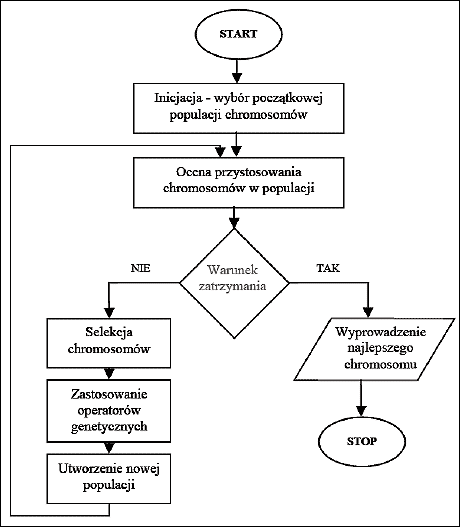 START
Inicjacja - wybór początkowej
populacji chromosomów
Ocena przystosowania
chromosomów w populacji
Warunek
zatrzymania
NIE
TAK
Selekcja
chromosomów
Zastosowanie
operatorów
genetycznych
Utworzenie nowej
populacji
Wyprowadzenie
najlepszego
chromosomu
STOP